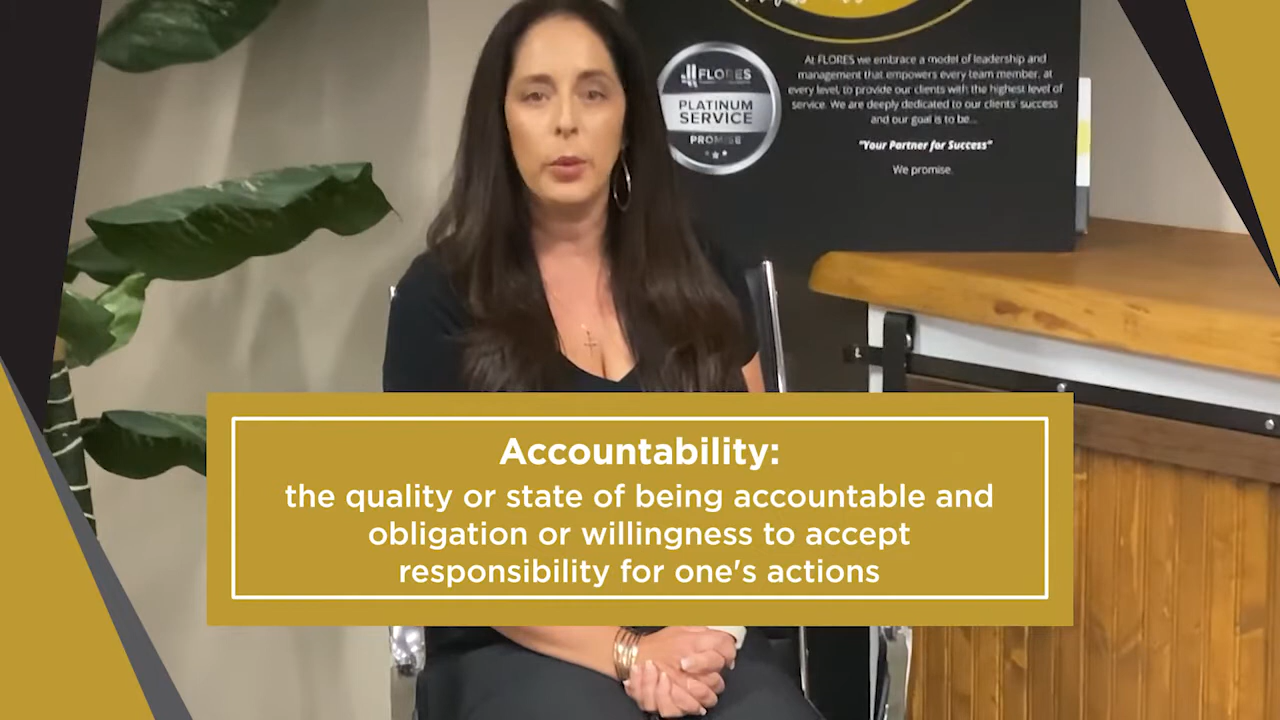 FLORES
PLATINUM
SERVICE
PROMISE
At FLORES we embrace a model of leadership and
management that empowers every team member, at
every level, to provide our clients with the highest level of
service. We are deeply dedicated to our clients' success
and our goal is to be...
"Your Partner for Success"
We promise.
Accountability:
the quality or state of being accountable and
obligation or willingness to accept
responsibility for one's actions